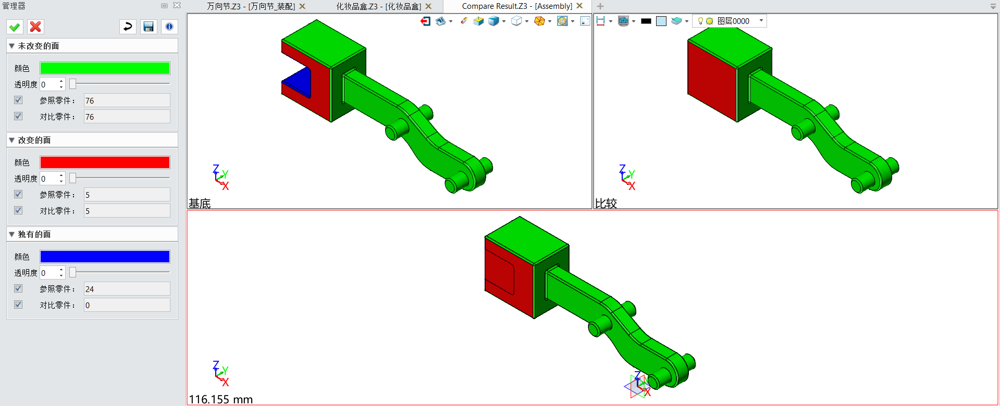 管理器
万向节.Z3 - [万向节_装配]
化妆品盒.Z3 - [化妆品盒]
Compare Result.Z3 - [Assembly]
图层0000
未改变的面
颜色
透明度 0
参照零件： 76
对比零件： 76
改变的面
颜色
透明度 0
参照零件： 5
对比零件： 5
独有的面
颜色
透明度 0
参照零件： 24
对比零件： 0
Z
Y
X
基底
Z
Y
X
比较
Z
Y
X
Z
X
116.155 mm